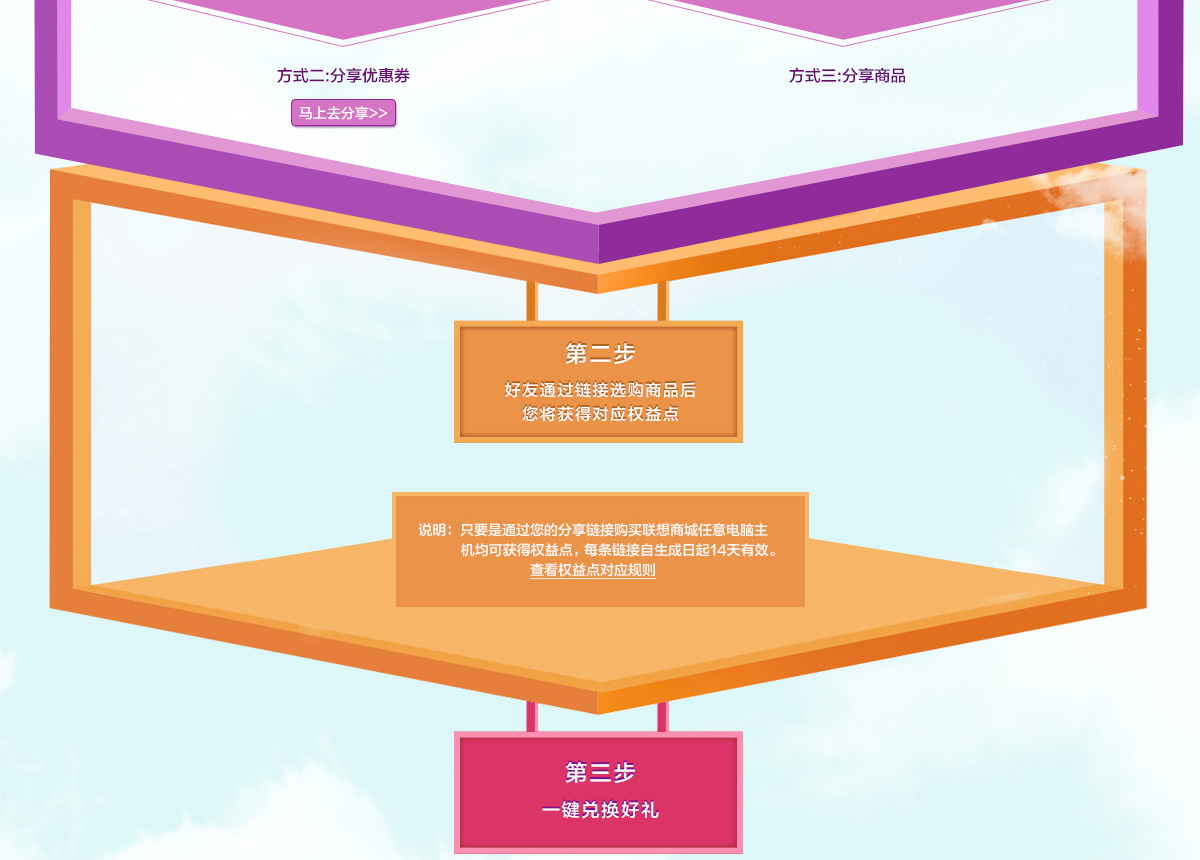 方式二:分享优惠券
方式三:分享商品
马上去分享>>
第二步
好友通过链接选购商品后
您将获得对应权益点
说明：只要是通过您的分享链接购买联想商城任意电脑主
机均可获得权益点，每条链接自生成日起14天有效。
查看权益点对应规则
第三步
一键兑换好礼